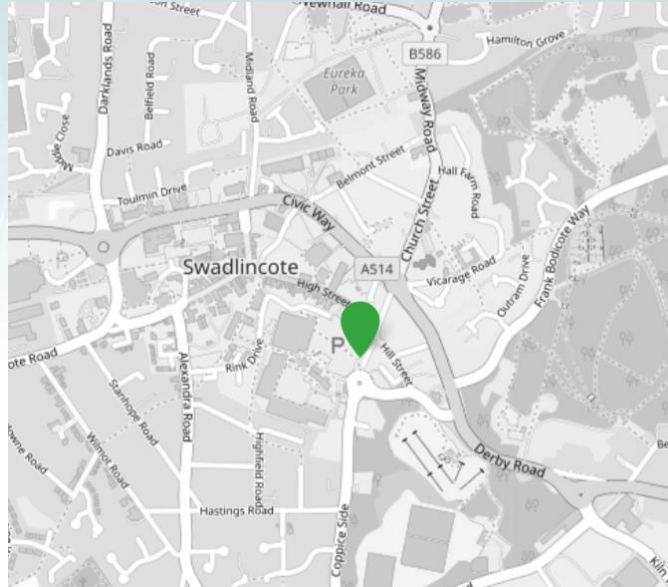 Newhall Road
Hamilton Grove
B586
Darklands Road
Belfield Road
Midland Road
Eureka
Park
Midway Road
Davis Road
Belmont Street
Hall Farm Road
Toulmin Drive
Civic Way
Church Street
Frank Bodicote Way
Swadlincote
A514
Vicarage Road
Outram Drive
High Street
P
Hill Street
ote Road
Rink Drive
Alexandra Road
Stanhope Road
Wilmot Road
Highfield Road
Derby Road
Hastings Road
Coppice Side